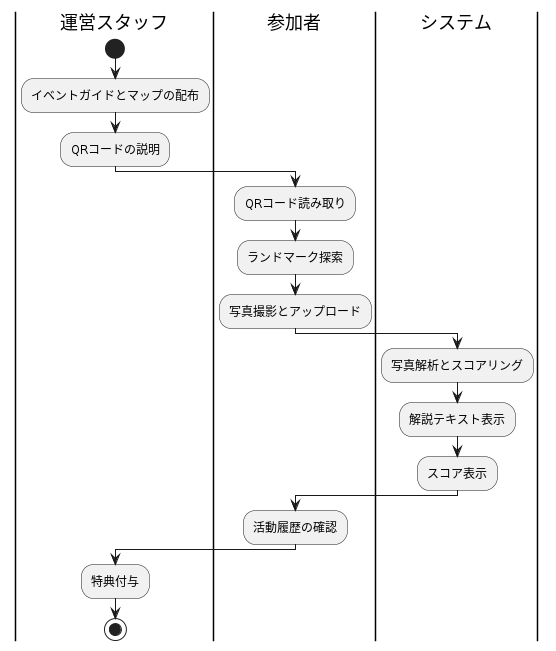 運営スタッフ
参加者
システム
イベントガイドとマップの配布
QRコードの説明
QRコード読み取り
ランドマーク探索
写真撮影とアップロード
写真解析とスコアリング
解説テキスト表示
スコア表示
活動履歴の確認
特典付与